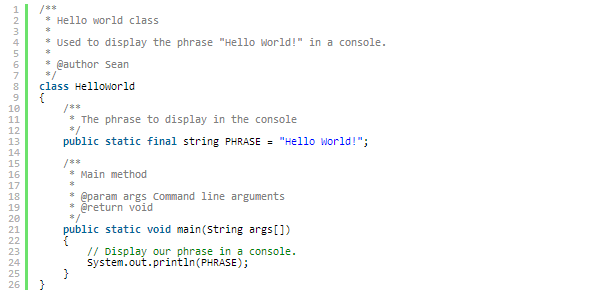 1 /**
2  * Hello world class
3  *
4  * Used to display the phrase "Hello World!" in a console.
5  *
6  * @author Sean
7  */
8 class HelloWorld
9 {
10     /**
11      * The phrase to display in the console
12      */
13     public static final string PHRASE = "Hello World!";
14
15     /**
16      * Main method
17      *
18      * @param args Command line arguments
19      * @return void
20      */
21     public static void main(String args[])
22     {
23         // Display our phrase in a console.
24         System.out.println(PHRASE);
25     }
26 }